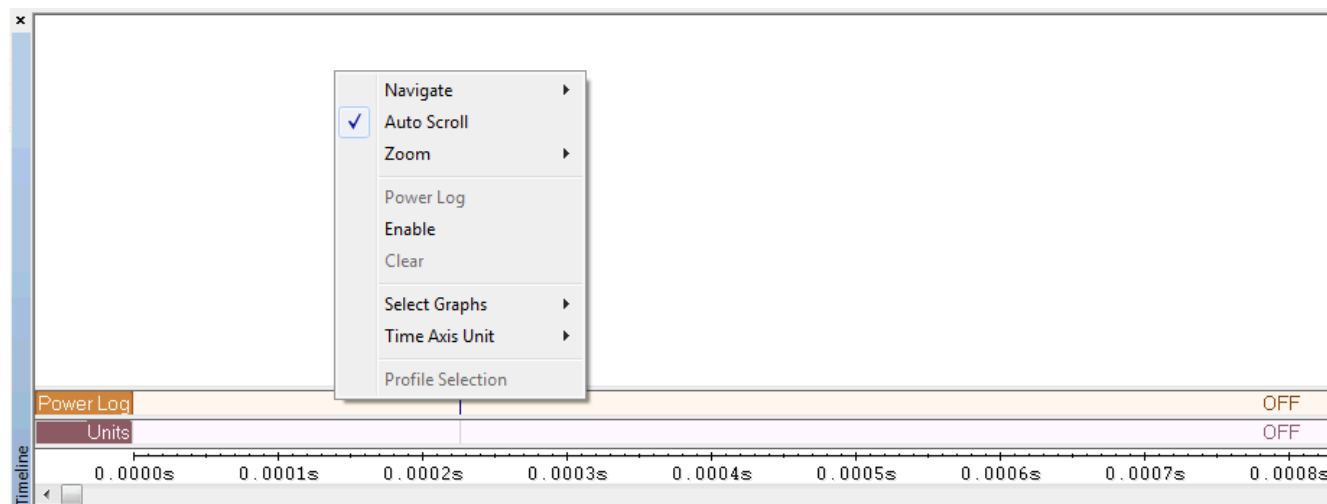 Navigate
Auto Scroll
Zoom
Power Log
Enable
Clear
Select Graphs
Time Axis Unit
Profile Selection
Power Log OFF
Units OFF
0.0000s 0.0001s 0.0002s 0.0003s 0.0004s 0.0005s 0.0006s 0.0007s 0.0008s
Timeline